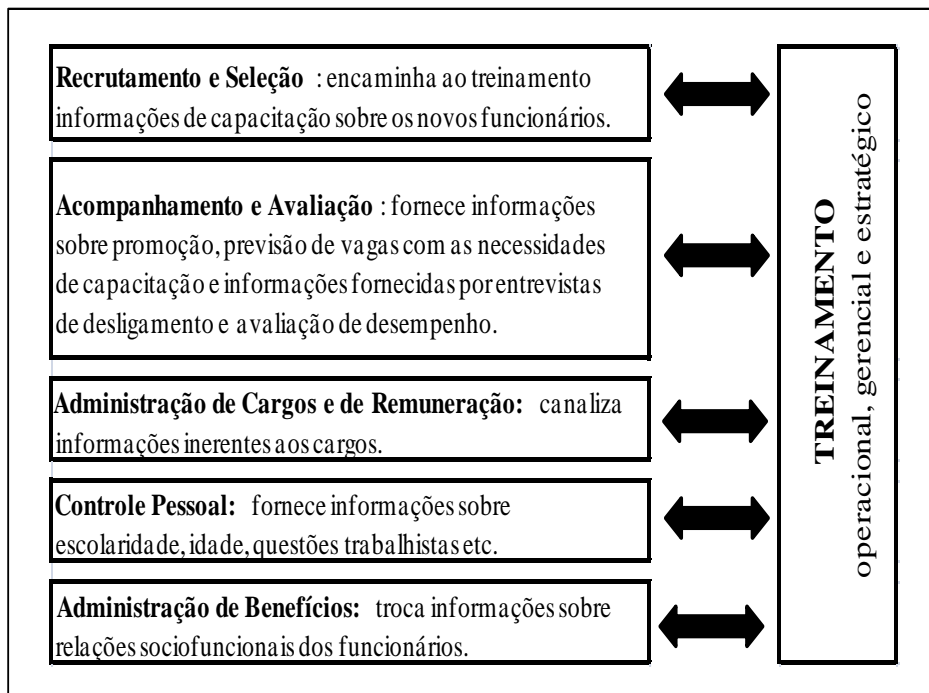 Recrutamento e Seleção : encaminha ao treinamento
informações de capacitação sobre os novos funcionários.
Acompanhamento e Avaliação : fornece informações
sobre promoção, previsão de vagas com as necessidades
de capacitação e informações fornecidas por entrevistas
de desligamento e avaliação de desempenho.
Administração de Cargos e de Remuneração: canaliza
informações inerentes aos cargos.
Controle Pessoal: fornece informações sobre
escolaridade, idade, questões trabalhistas etc.
Administração de Benefícios: troca informações sobre
relações sociofuncionais dos funcionários.
TREINAMENTO
operacional, gerencial e estratégico